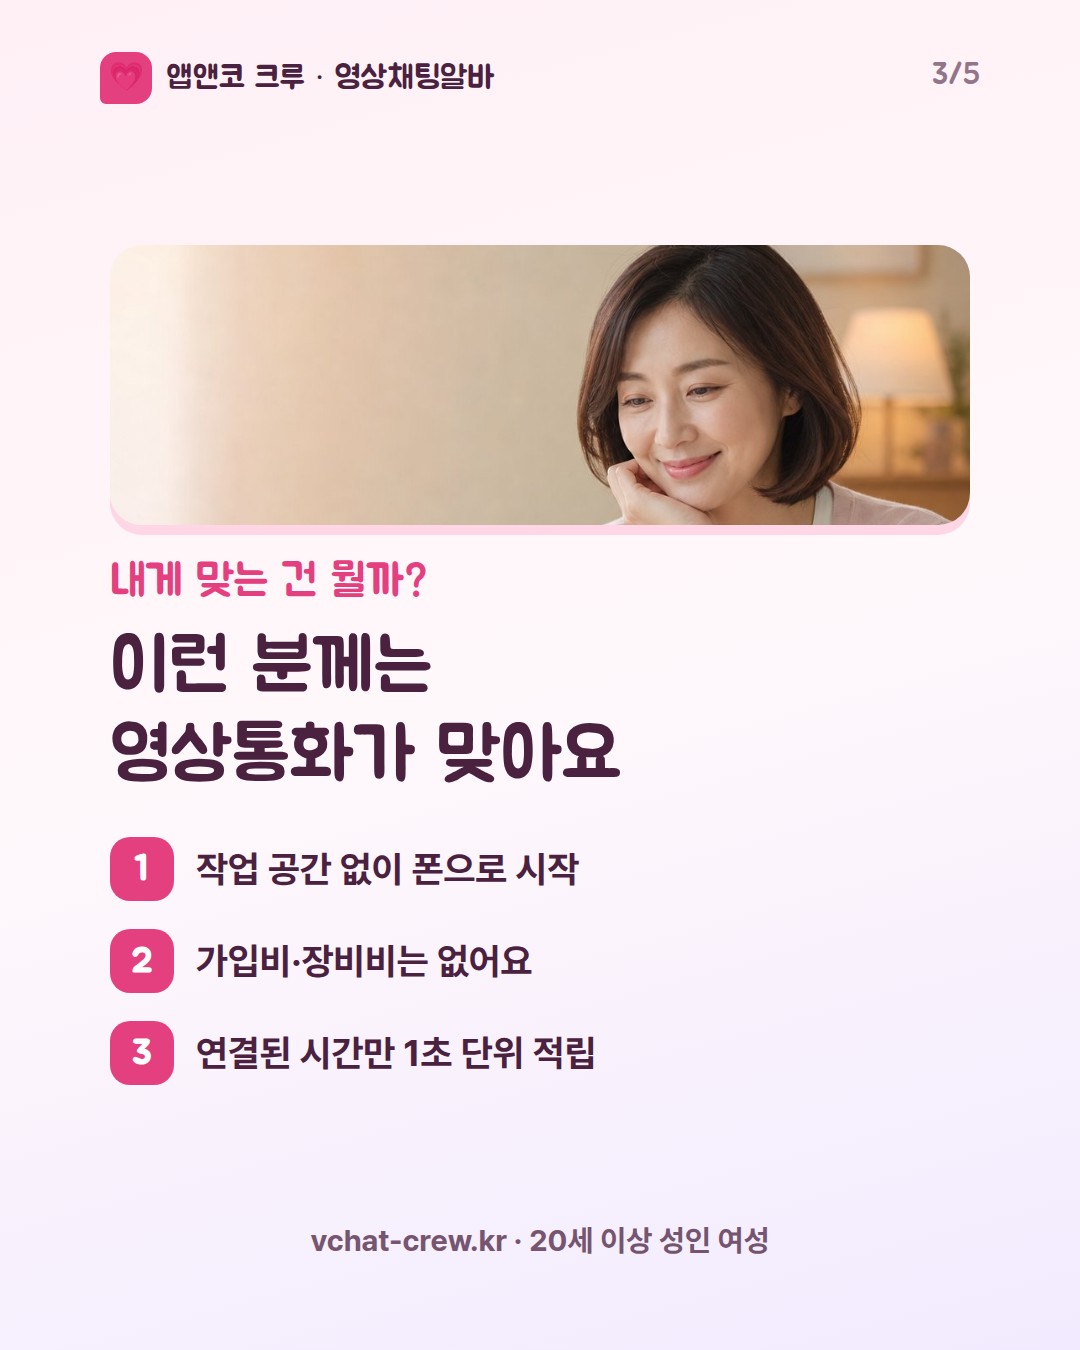 앱앤코 크루 · 영상채팅알바
3/5
내게 맞는 건 뭘까?
이런 분께는
영상통화가 맞아요
1 작업 공간 없이 폰으로 시작
2 가입비·장비비는 없어요
3 연결된 시간만 1초 단위 적립
vchat-crew.kr · 20세 이상 성인 여성